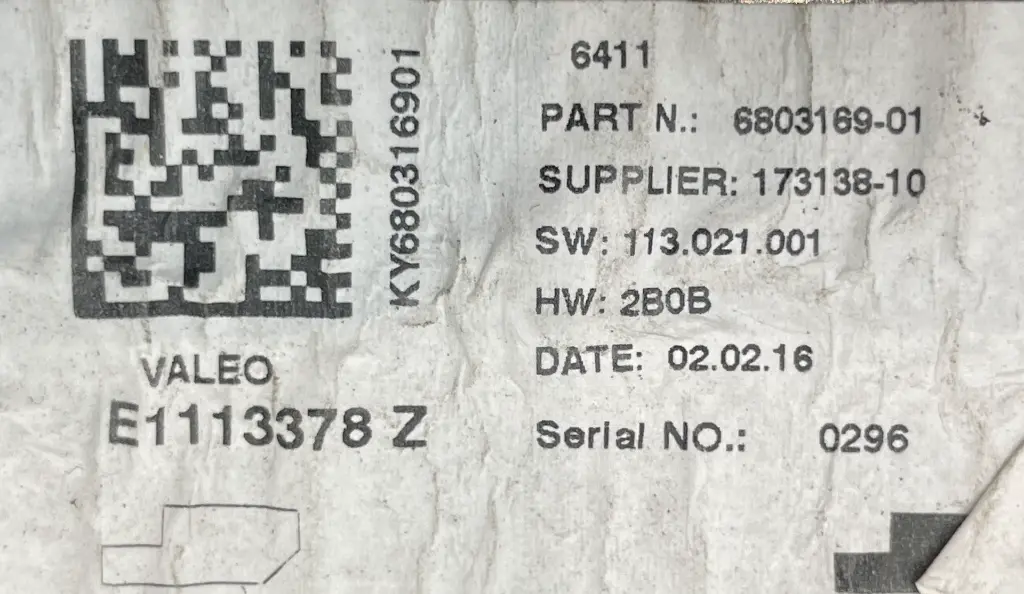 KY680316901
VALEO
E1113378 Z
6411
PART N.: 6803169-01
SUPPLIER: 173138-10
SW: 113.021.001
HW: 2B0B
DATE: 02.02.16
Serial NO.: 0296